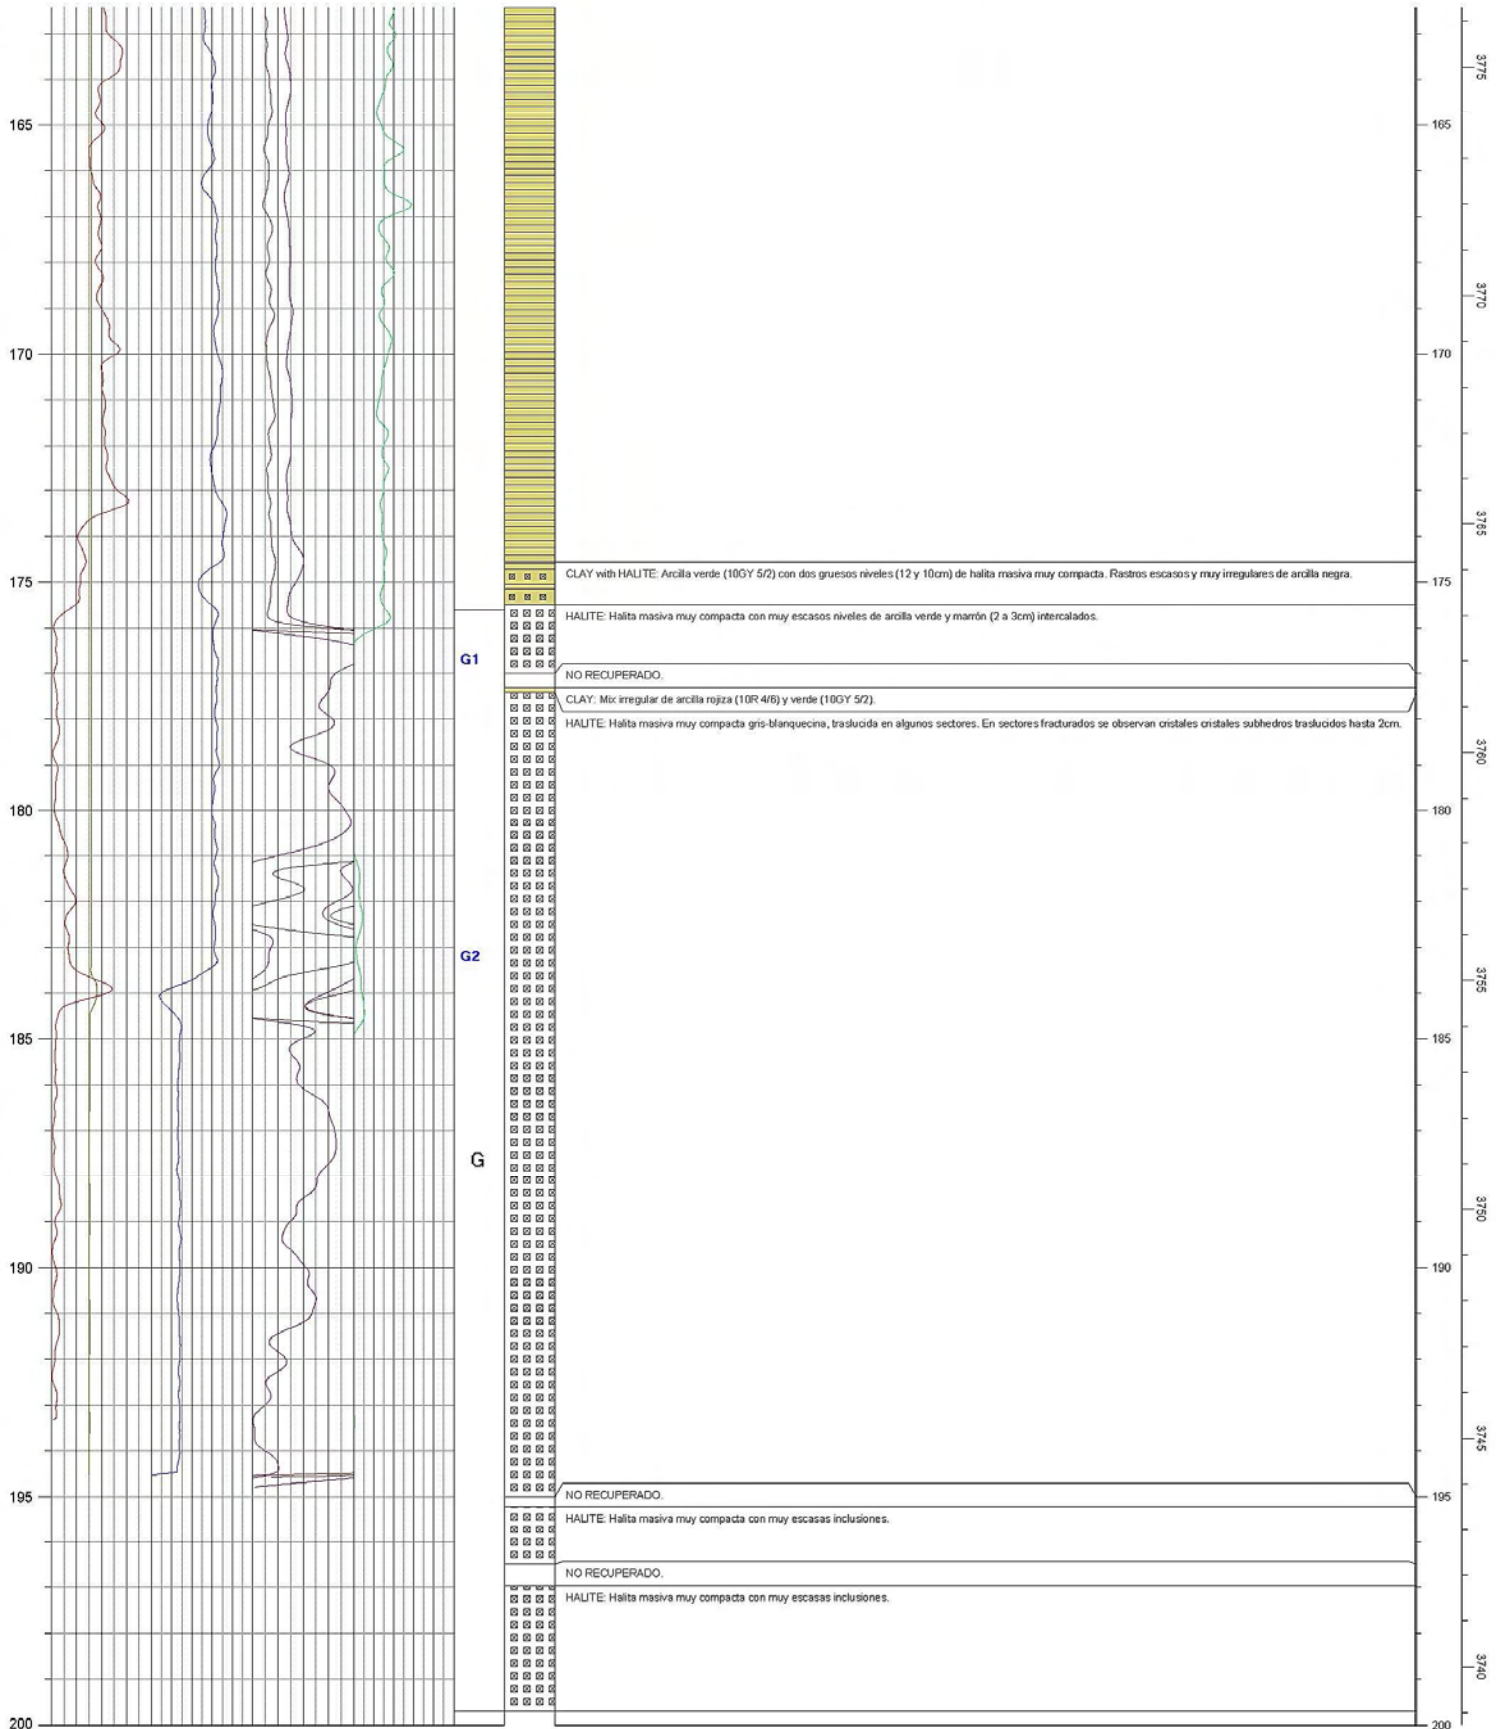 3775
165
165
3770
170
170
3765
CLAY with HALITE: Arcilla verde (10GY 5/2) con dos gruesos niveles (12 y 10cm) de halita masiva muy compacta. Rastros escasos y muy irregulares de arcilla negra.
175
175
HALITE: Halita masiva muy compacta con muy escasos niveles de arcilla verde y marrón (2 a 3cm) intercalados.
G1
NO RECUPERADO.
CLAY: Mix irregular de arcilla rojiza (10R 4/6) y verde (10GY 5/2).
HALITE: Halita masiva muy compacta gris-blanquecina, traslucida en algunos sectores. En sectores fracturados se observan cristales cristales subhedros traslucidos hasta 2cm.
3760
180
180
G2
3755
185
185
G
3750
190
190
3745
NO RECUPERADO.
195
195
HALITE: Halita masiva muy compacta con muy escasas inclusiones.
NO RECUPERADO.
HALITE: Halita masiva muy compacta con muy escasas inclusiones.
3740
200
200